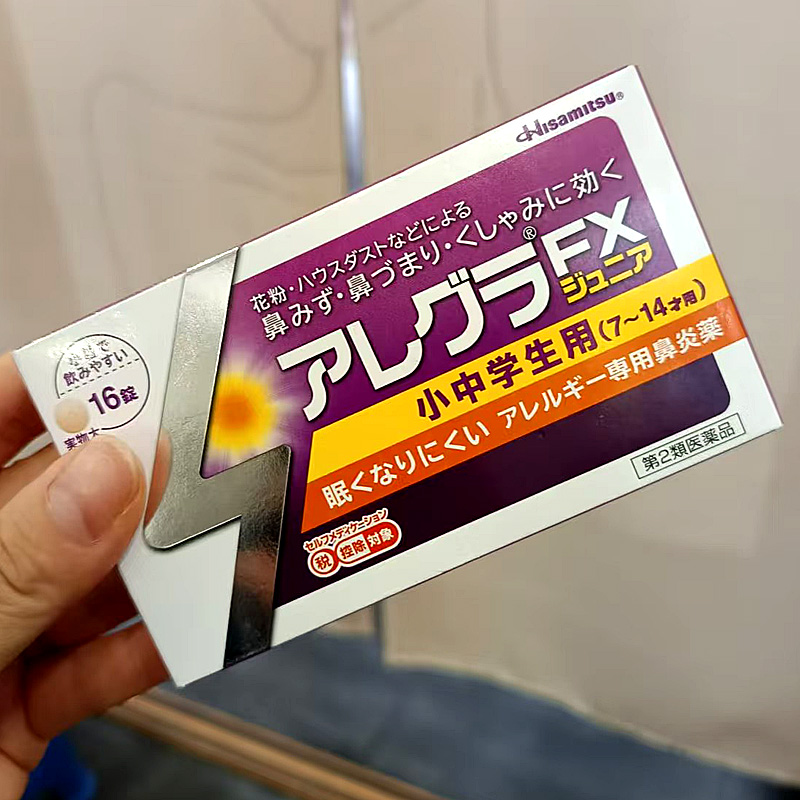 Hisamitsu®
花粉・ハウスダストなどによる
鼻みず・鼻づまり・くしゃみに効く
アレグラ®FX
ジュニア
小中学生用(7〜14才用)
眠くなりにくい アレルギー専用鼻炎薬
飲みやすい
16錠
実物大
第2類医薬品
セルフメディケーション
税 控除対象